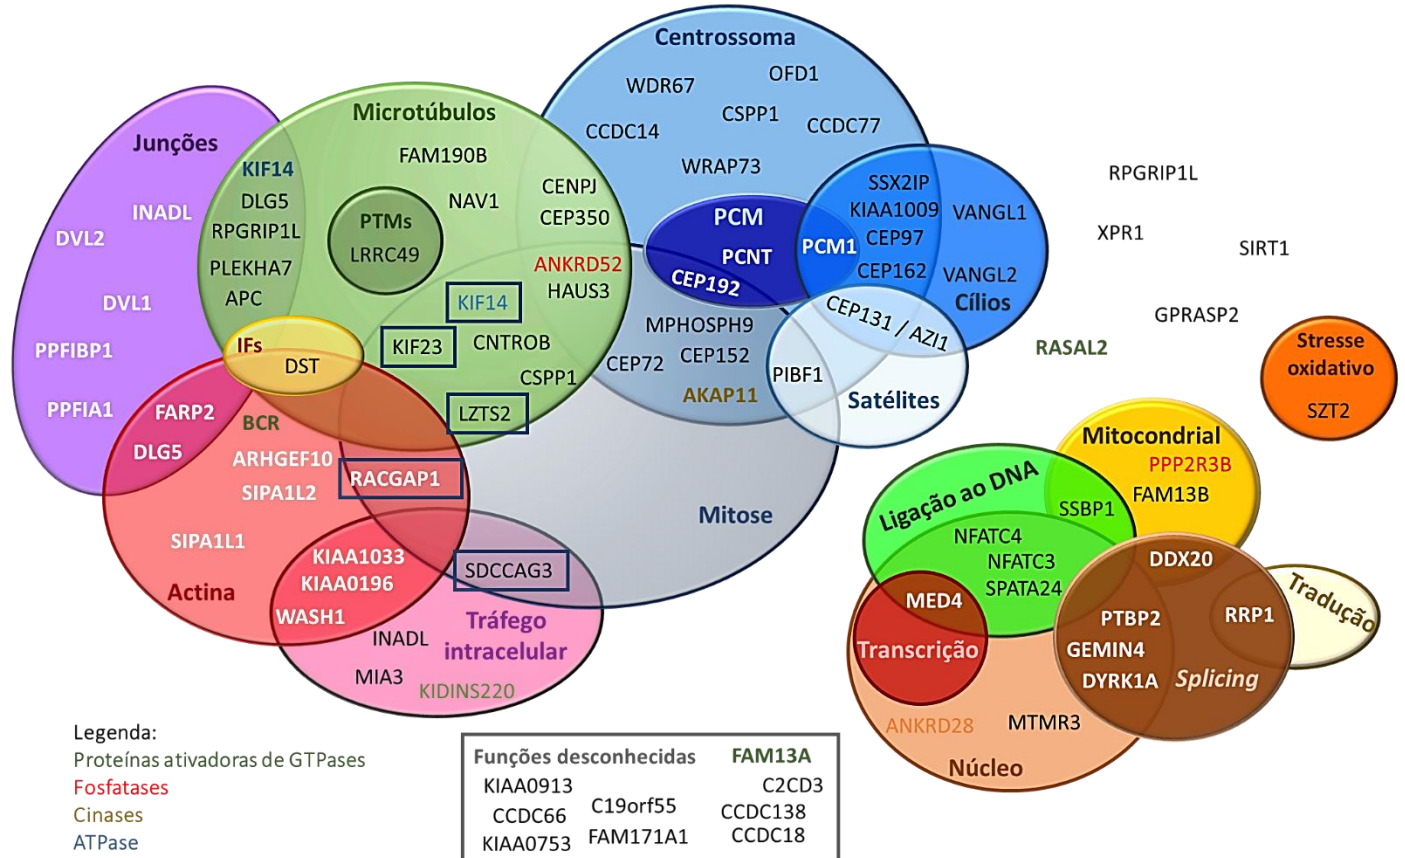 Centrossoma
WDR67
OFD1
CSPP1
CCDC14
CCDC77
WRAP73
PCM
PCNT
CEP192
PCM1
SSX2IP
KIAA1009
CEP97
CEP162
VANGL1
VANGL2
Cílios
CEP131 / AZI1
PIBF1
Satélites
MPHOSPH9
CEP72
CEP152
AKAP11
Microtúbulos
FAM190B
NAV1
PTMs
LRRC49
CENPJ
CEP350
ANKRD52
HAUS3
KIF14
KIF23
CNTROB
CSPP1
LZTS2
Junções
KIF14
DLG5
RPGRIP1L
PLEKHA7
APC
INADL
DVL2
DVL1
PPFIBP1
PPFIA1
IFs
DST
FARP2
DLG5
BCR
ARHGEF10
SIPA1L2
RACGAP1
SIPA1L1
Actina
KIAA1033
KIAA0196
WASH1
SDCCAG3
Mitose
Tráfego
intracelular
INADL
MIA3
KIDINS220
RPGRIP1L
XPR1
SIRT1
GPRASP2
RASAL2
Stresse
oxidativo
SZT2
Mitocondrial
PPP2R3B
FAM13B
SSBP1
Ligação ao DNA
NFATC4
NFATC3
SPATA24
MED4
Transcrição
DDX20
PTBP2
GEMIN4
DYRK1A
Splicing
RRP1
Tradução
ANKRD28
MTMR3
Núcleo
Legenda:
Proteínas ativadoras de GTPases
Fosfatases
Cinases
ATPase
Funções desconhecidas
FAM13A
KIAA0913
C2CD3
CCDC66
C19orf55
CCDC138
KIAA0753
FAM171A1
CCDC18